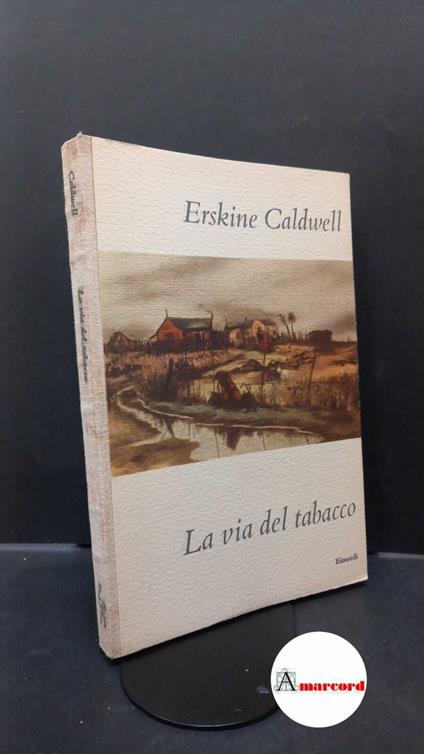 Caldwell
La via del tabacco
Erskine Caldwell
La via del tabacco
Einaudi
Amarcord